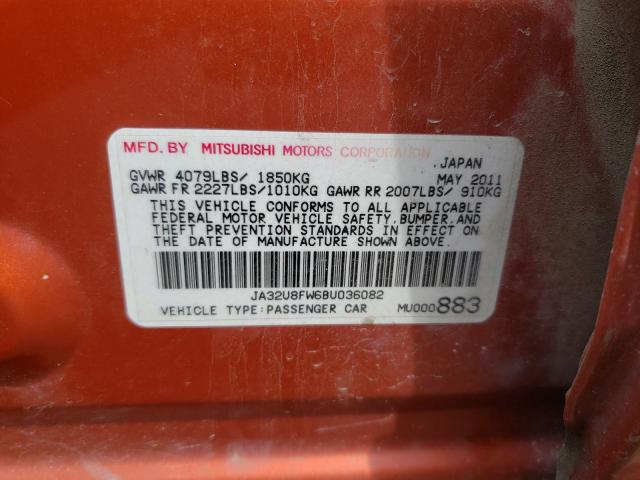 MFD. BY MITSUBISHI MOTORS CORPORATION
JAPAN
GVWR 4079LBS/ 1850KG MAY 2011
GAWR FR 2227LBS/1010KG GAWR RR 2007LBS/ 910KG
THIS VEHICLE CONFORMS TO ALL APPLICABLE
FEDERAL MOTOR VEHICLE SAFETY, BUMPER, AND
THEFT PREVENTION STANDARDS IN EFFECT ON
THE DATE OF MANUFACTURE SHOWN ABOVE.
JA32U8FW6BU036082
VEHICLE TYPE:PASSENGER CAR MU000883